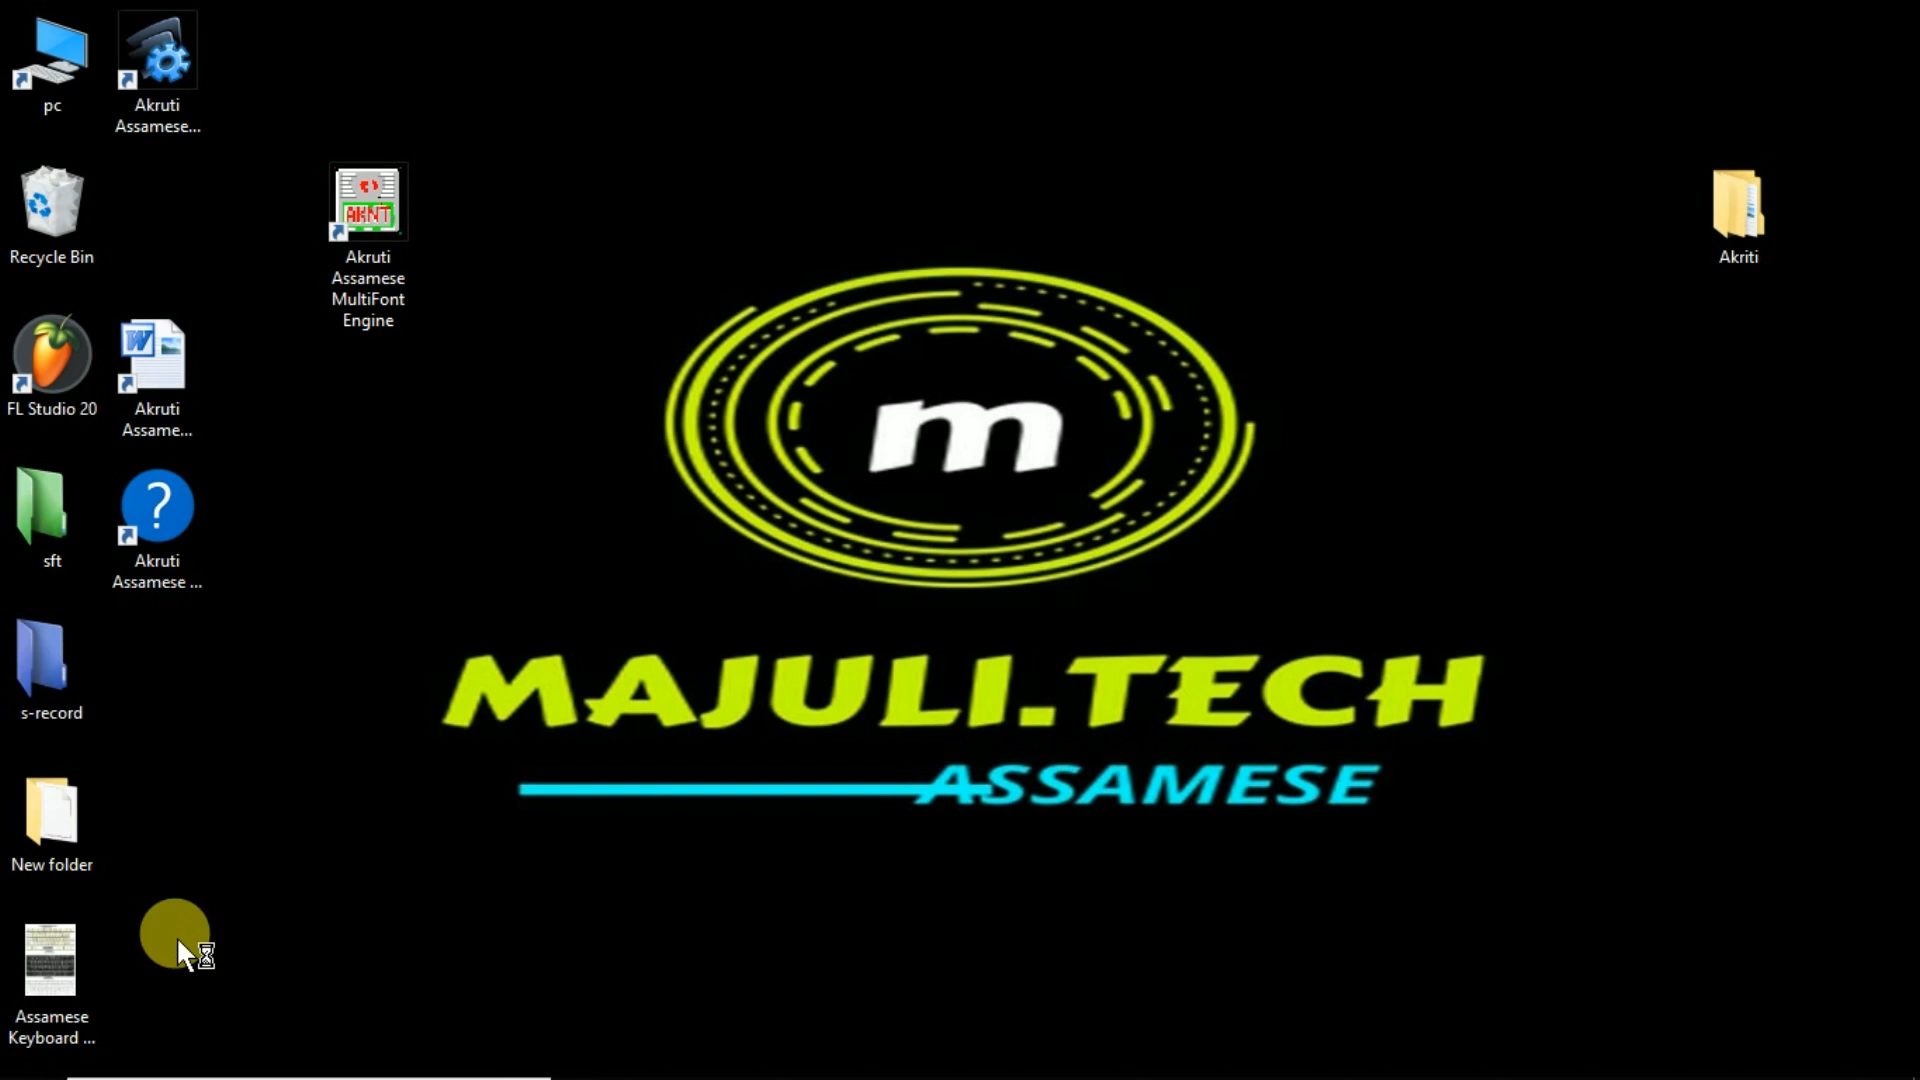 pc
Akruti
Assamese...
Recycle Bin
Akruti
Assamese
MultiFont
Engine
AKNT
Akriti
FL Studio 20
W
Akruti
Assame...
m
?
sft
Akruti
Assamese ...
s-record
MAJULI.TECH
ASSAMESE
New folder
Assamese
Keyboard ...